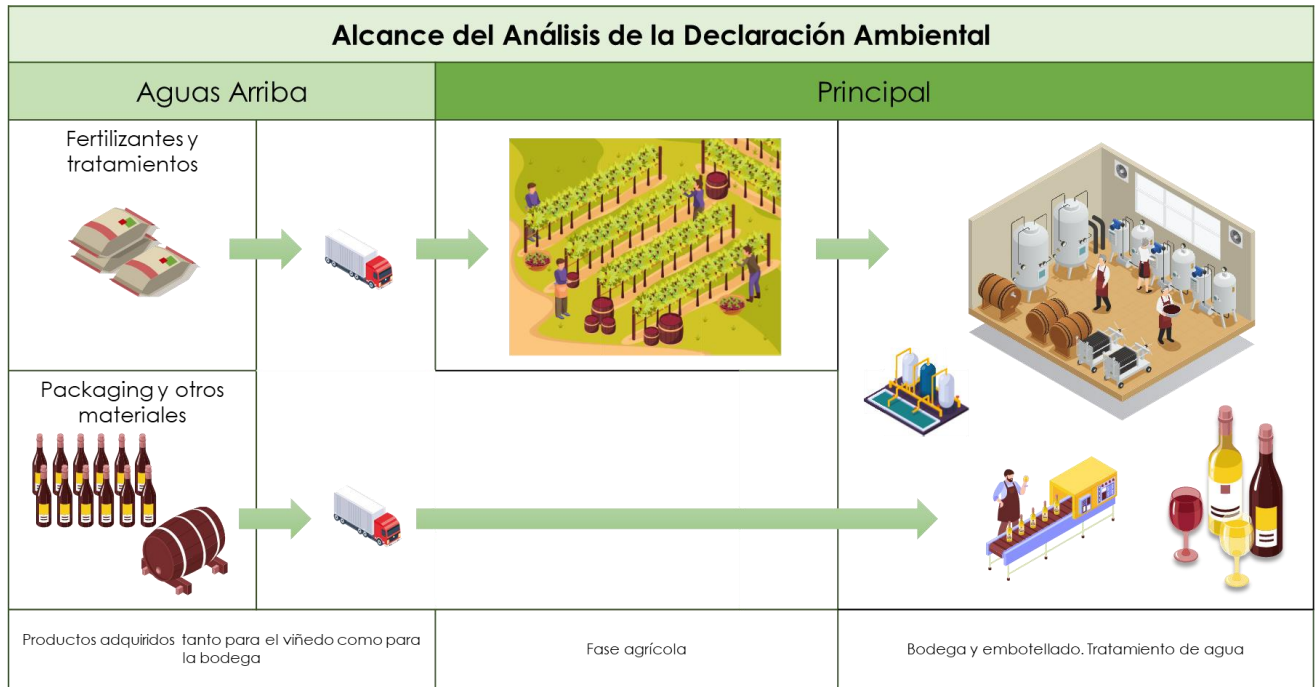 Alcance del Análisis de la Declaración Ambiental
Aguas Arriba
Principal
Fertilizantes y
tratamientos
Packaging y otros
materiales
Productos adquiridos tanto para el viñedo como para
la bodega
Fase agrícola
Bodega y embotellado. Tratamiento de agua